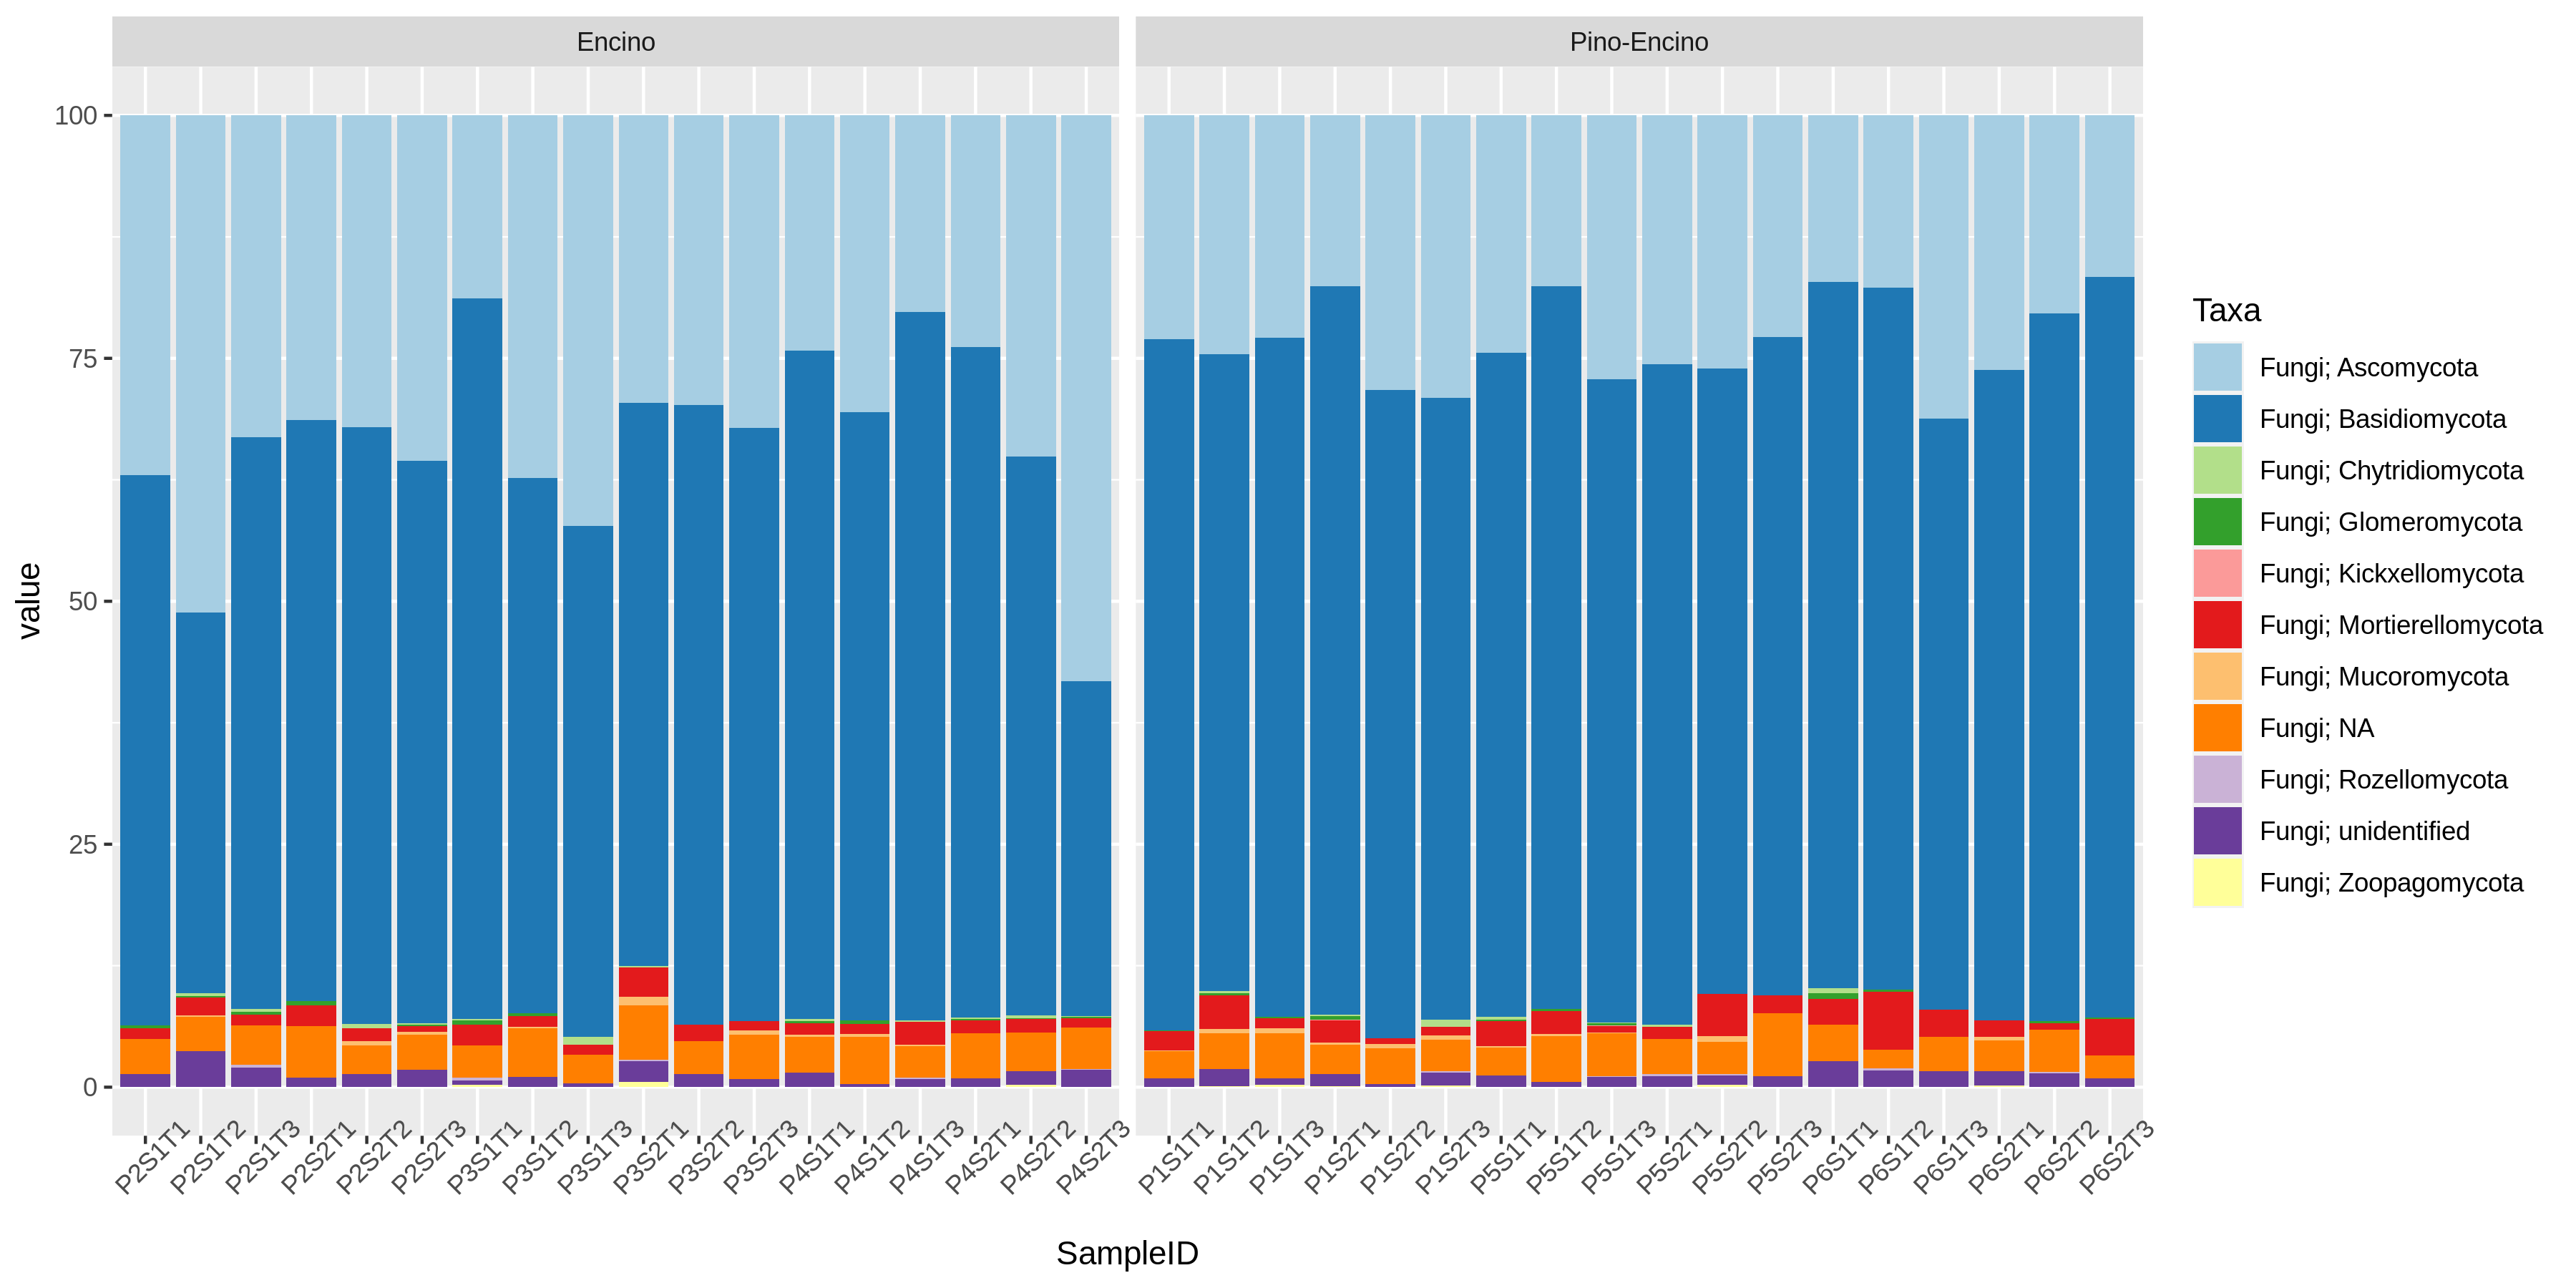 Encino
Pino-Encino
100
75
50
25
0
value
P2S1T1
P2S1T2
P2S1T3
P2S2T1
P2S2T2
P2S2T3
P3S1T1
P3S1T2
P3S1T3
P3S2T1
P3S2T2
P3S2T3
P4S1T1
P4S1T2
P4S1T3
P4S2T1
P4S2T2
P4S2T3
P1S1T1
P1S1T2
P1S1T3
P1S2T1
P1S2T2
P1S2T3
P5S1T1
P5S1T2
P5S1T3
P5S2T1
P5S2T2
P5S2T3
P6S1T1
P6S1T2
P6S1T3
P6S2T1
P6S2T2
P6S2T3
SampleID
Taxa
Fungi; Ascomycota
Fungi; Basidiomycota
Fungi; Chytridiomycota
Fungi; Glomeromycota
Fungi; Kickxellomycota
Fungi; Mortierellomycota
Fungi; Mucoromycota
Fungi; NA
Fungi; Rozellomycota
Fungi; unidentified
Fungi; Zoopagomycota